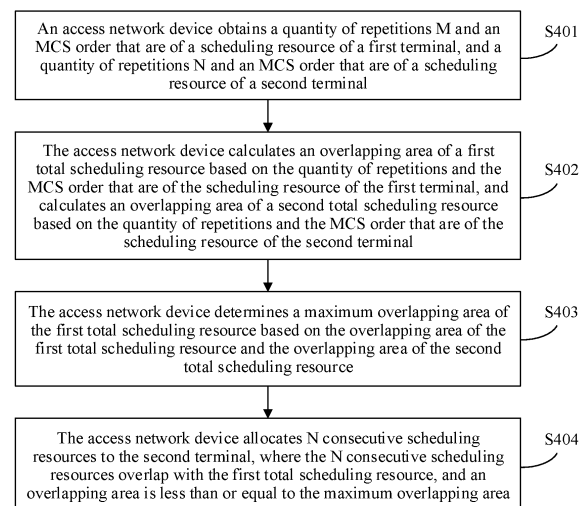 An access network device obtains a quantity of repetitions M and an
MCS order that are of a scheduling resource of a first terminal, and a
quantity of repetitions N and an MCS order that are of a scheduling
resource of a second terminal
S401
The access network device calculates an overlapping area of a first
total scheduling resource based on the quantity of repetitions and the
MCS order that are of the scheduling resource of the first terminal, and
calculates an overlapping area of a second total scheduling resource
based on the quantity of repetitions and the MCS order that are of the
scheduling resource of the second terminal
S402
The access network device determines a maximum overlapping area of
the first total scheduling resource based on the overlapping area of the
first total scheduling resource and the overlapping area of the second
total scheduling resource
S403
The access network device allocates N consecutive scheduling
resources to the second terminal, where the N consecutive scheduling
resources overlap with the first total scheduling resource, and an
overlapping area is less than or equal to the maximum overlapping area
S404